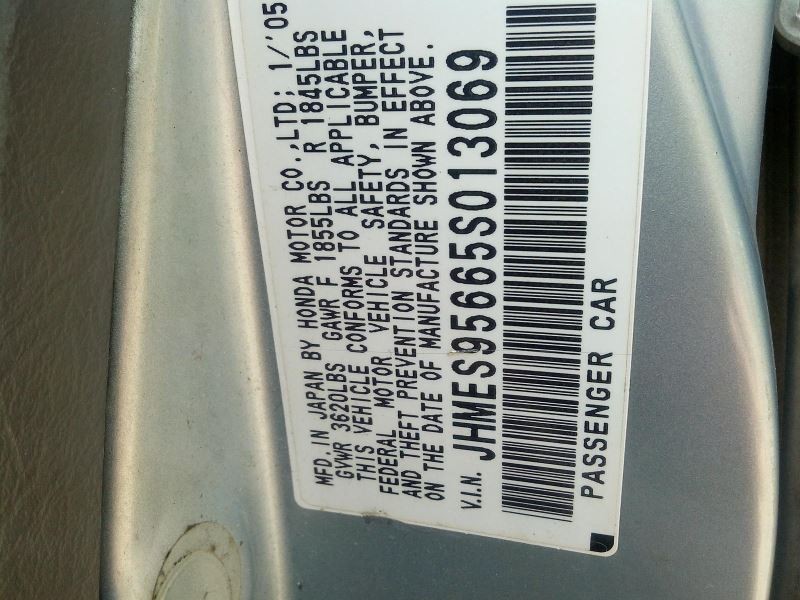 MFD. IN JAPAN BY HONDA MOTOR CO.,LTD; 1/'05
GVWR 3620LBS GAWR F 1855LBS R 1845LBS
THIS VEHICLE CONFORMS TO ALL APPLICABLE
FEDERAL MOTOR VEHICLE SAFETY, BUMPER,
AND THEFT PREVENTION STANDARDS IN EFFECT
ON THE DATE OF MANUFACTURE SHOWN ABOVE.
V.I.N. JHMES95665S013069
PASSENGER CAR